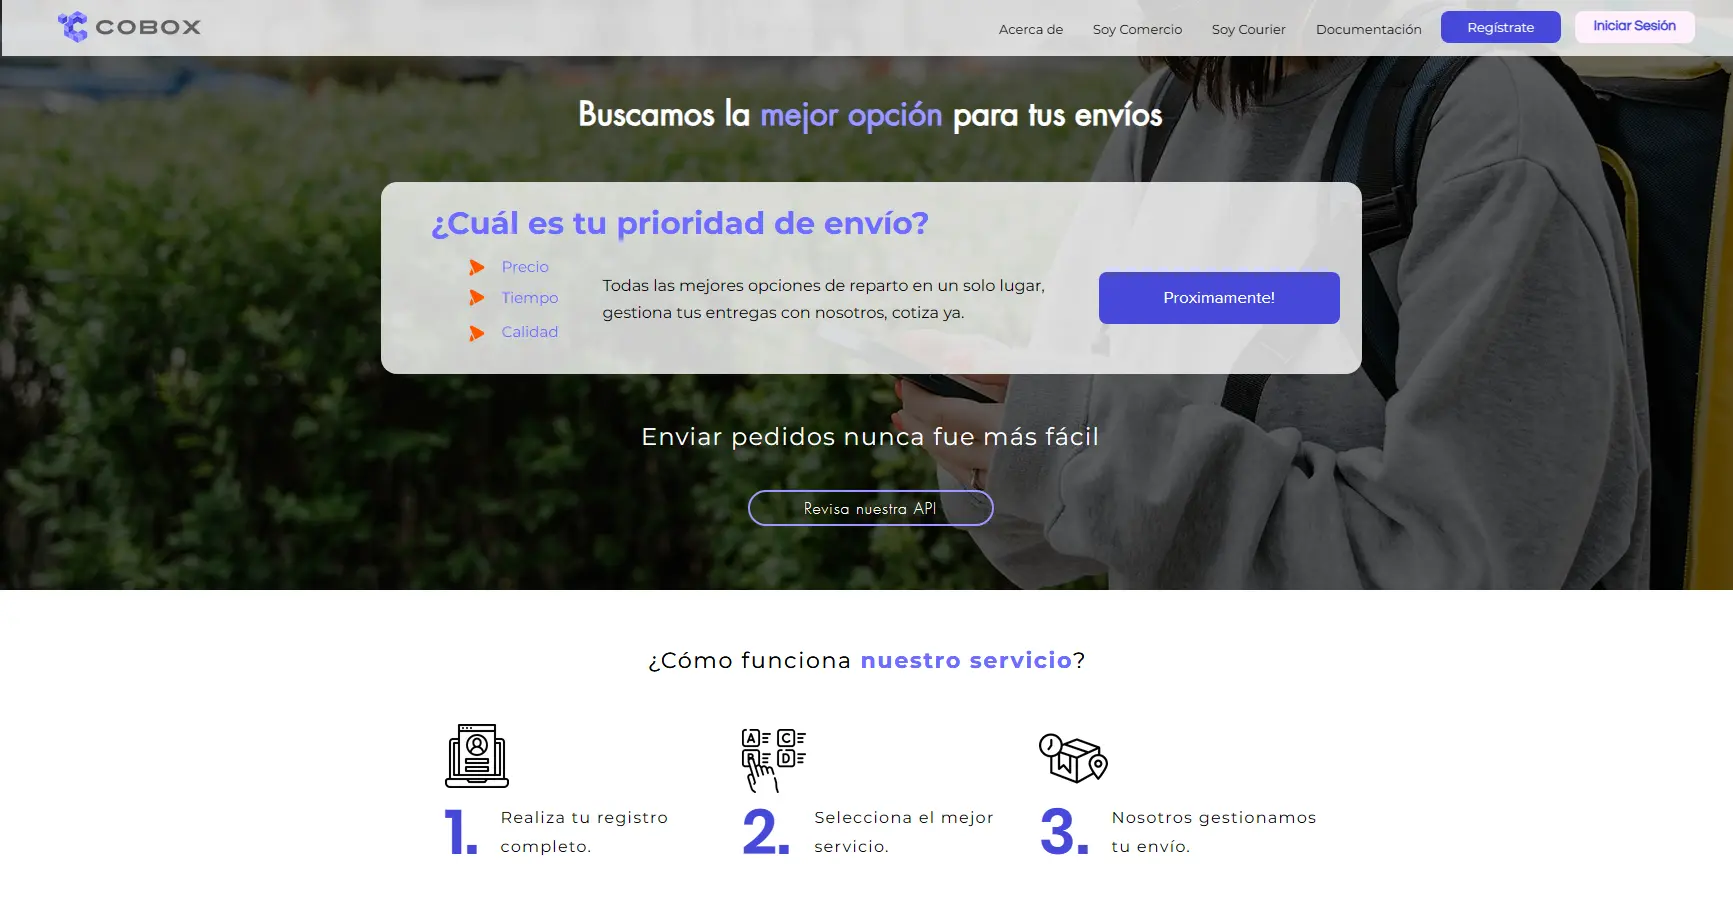 COBOX
Acerca de
Soy Comercio
Soy Courier
Documentación
Regístrate
Iniciar Sesión
Buscamos la mejor opción para tus envíos
¿Cuál es tu prioridad de envío?
Precio
Tiempo
Calidad
Todas las mejores opciones de reparto en un solo lugar,
gestiona tus entregas con nosotros, cotiza ya.
Proximamente!
Enviar pedidos nunca fue más fácil
Revisa nuestra API
¿Cómo funciona nuestro servicio?
A C
B D
1. Realiza tu registro
completo.
2. Selecciona el mejor
servicio.
3. Nosotros gestionamos
tu envío.